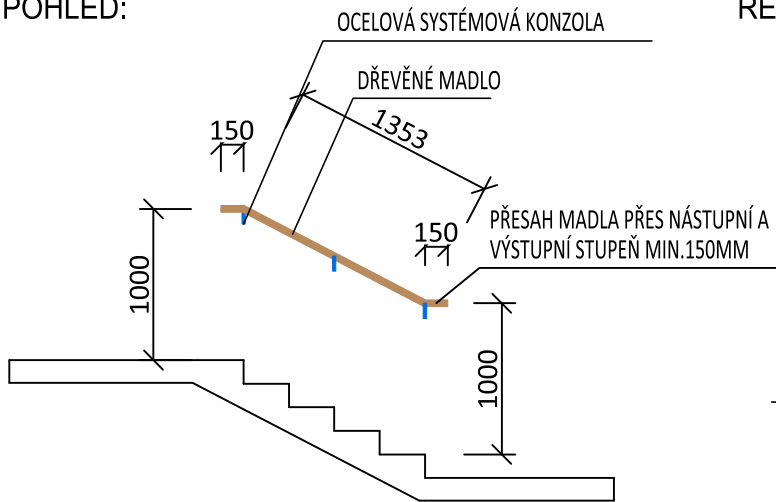 POHLED:
RE
OCELOVÁ SYSTÉMOVÁ KONZOLA
DŘEVĚNÉ MADLO
1353
150
150
PŘESAH MADLA PŘES NÁSTUPNÍ A
VÝSTUPNÍ STUPEŇ MIN.150MM
1000
1000